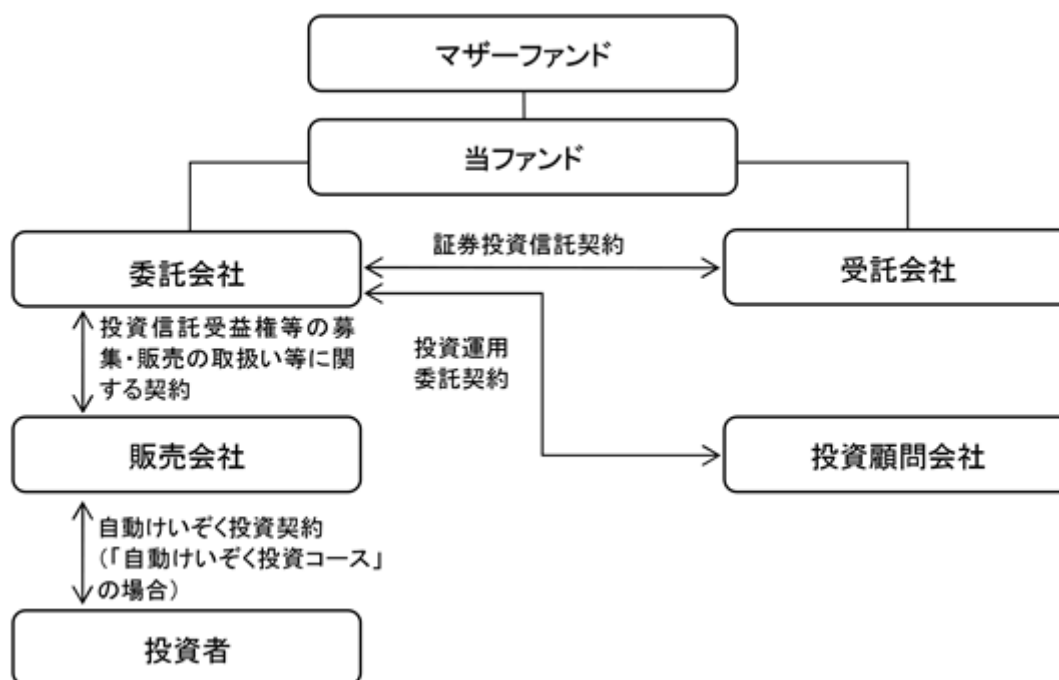 マザーファンド
当ファンド
証券投資信託契約
委託会社
受託会社
投資信託受益権等の募
集・販売の取扱い等に関
する契約
投資運用
委託契約
販売会社
投資顧問会社
自動けいぞく投資契約
(「自動けいぞく投資コース」
の場合)
投資者